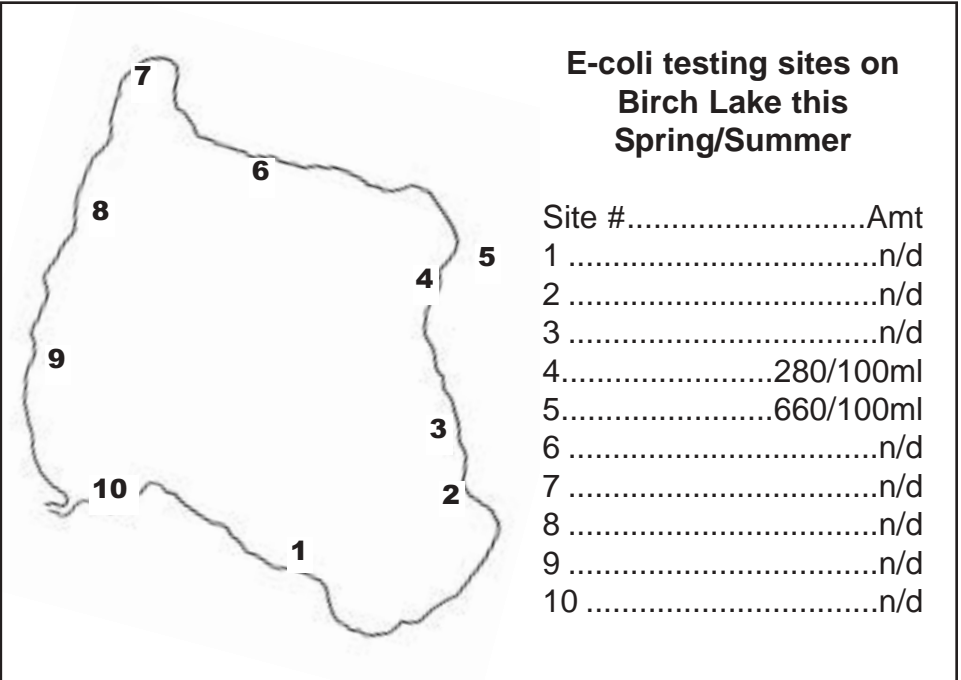 7
6
8
5
4
9
3
10
2
1
E-coli testing sites on
Birch Lake this
Spring/Summer
Site #...........................Amt
1 ...................................n/d
2 ...................................n/d
3 ...................................n/d
4........................280/100ml
5........................660/100ml
6 ...................................n/d
7 ...................................n/d
8 ...................................n/d
9 ...................................n/d
10 .................................n/d